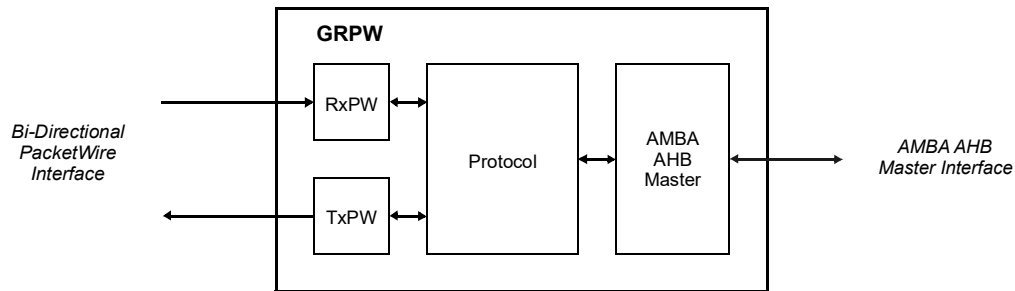 GRPW
Bi-Directional
PacketWire
Interface
RxPW
TxPW
Protocol
AMBA
AHB
Master
AMBA AHB
Master Interface